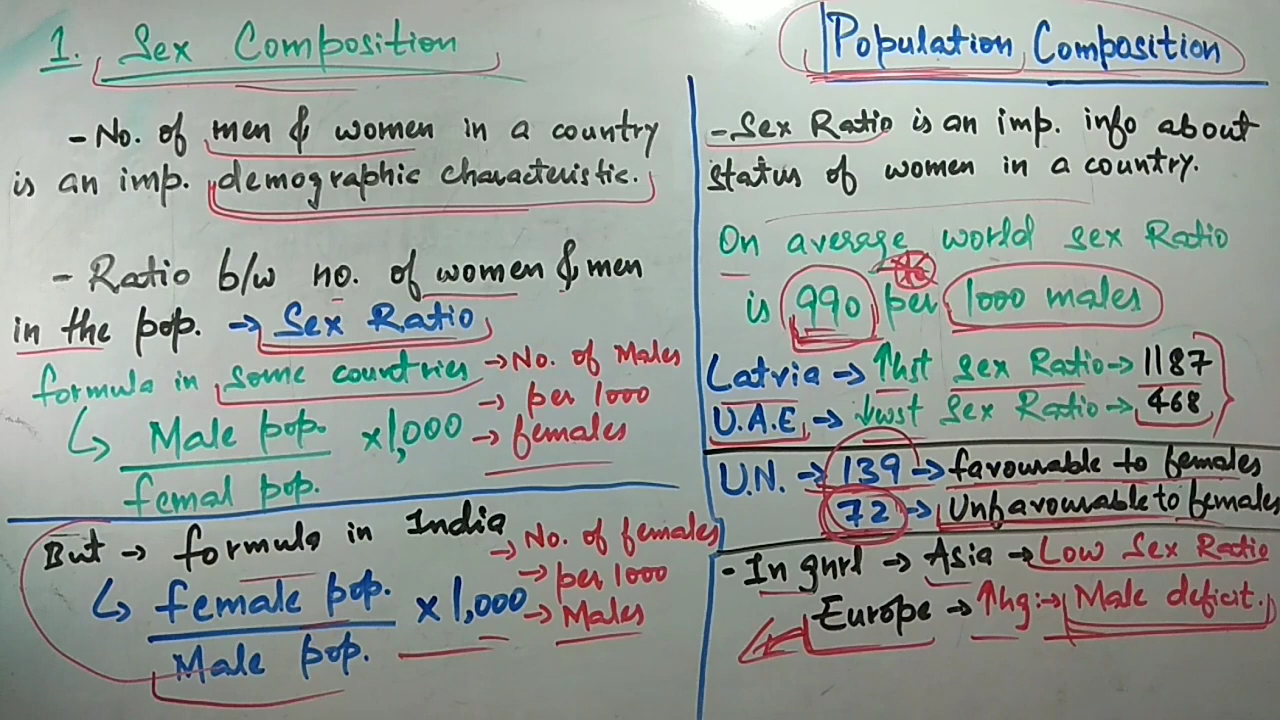 1. Sex Composition
- No. of men & women in a country
is an imp. demographic characteristic.
- Ratio b/w no. of women & men
in the pop. → Sex Ratio
formula in some countries → No. of Males
→ per 1000
↳ Male pop. x1,000 → females
femal pop.
But → formula in India
→ No. of females
→ per 1000
↳ female pop. x1,000 → Males
Male pop.
Population Composition
- Sex Ratio is an imp. info about
status of women in a country.
On average world sex Ratio
is 990 per 1000 males
Latvia → ↑hst sex Ratio → 1187
U.A.E → ↓wst Sex Ratio → 468
U.N. → 139 → favourable to females
72 → Unfavourable to females
- In gnrl → Asia → Low Sex Ratio
Europe → ↑hg → Male deficit.